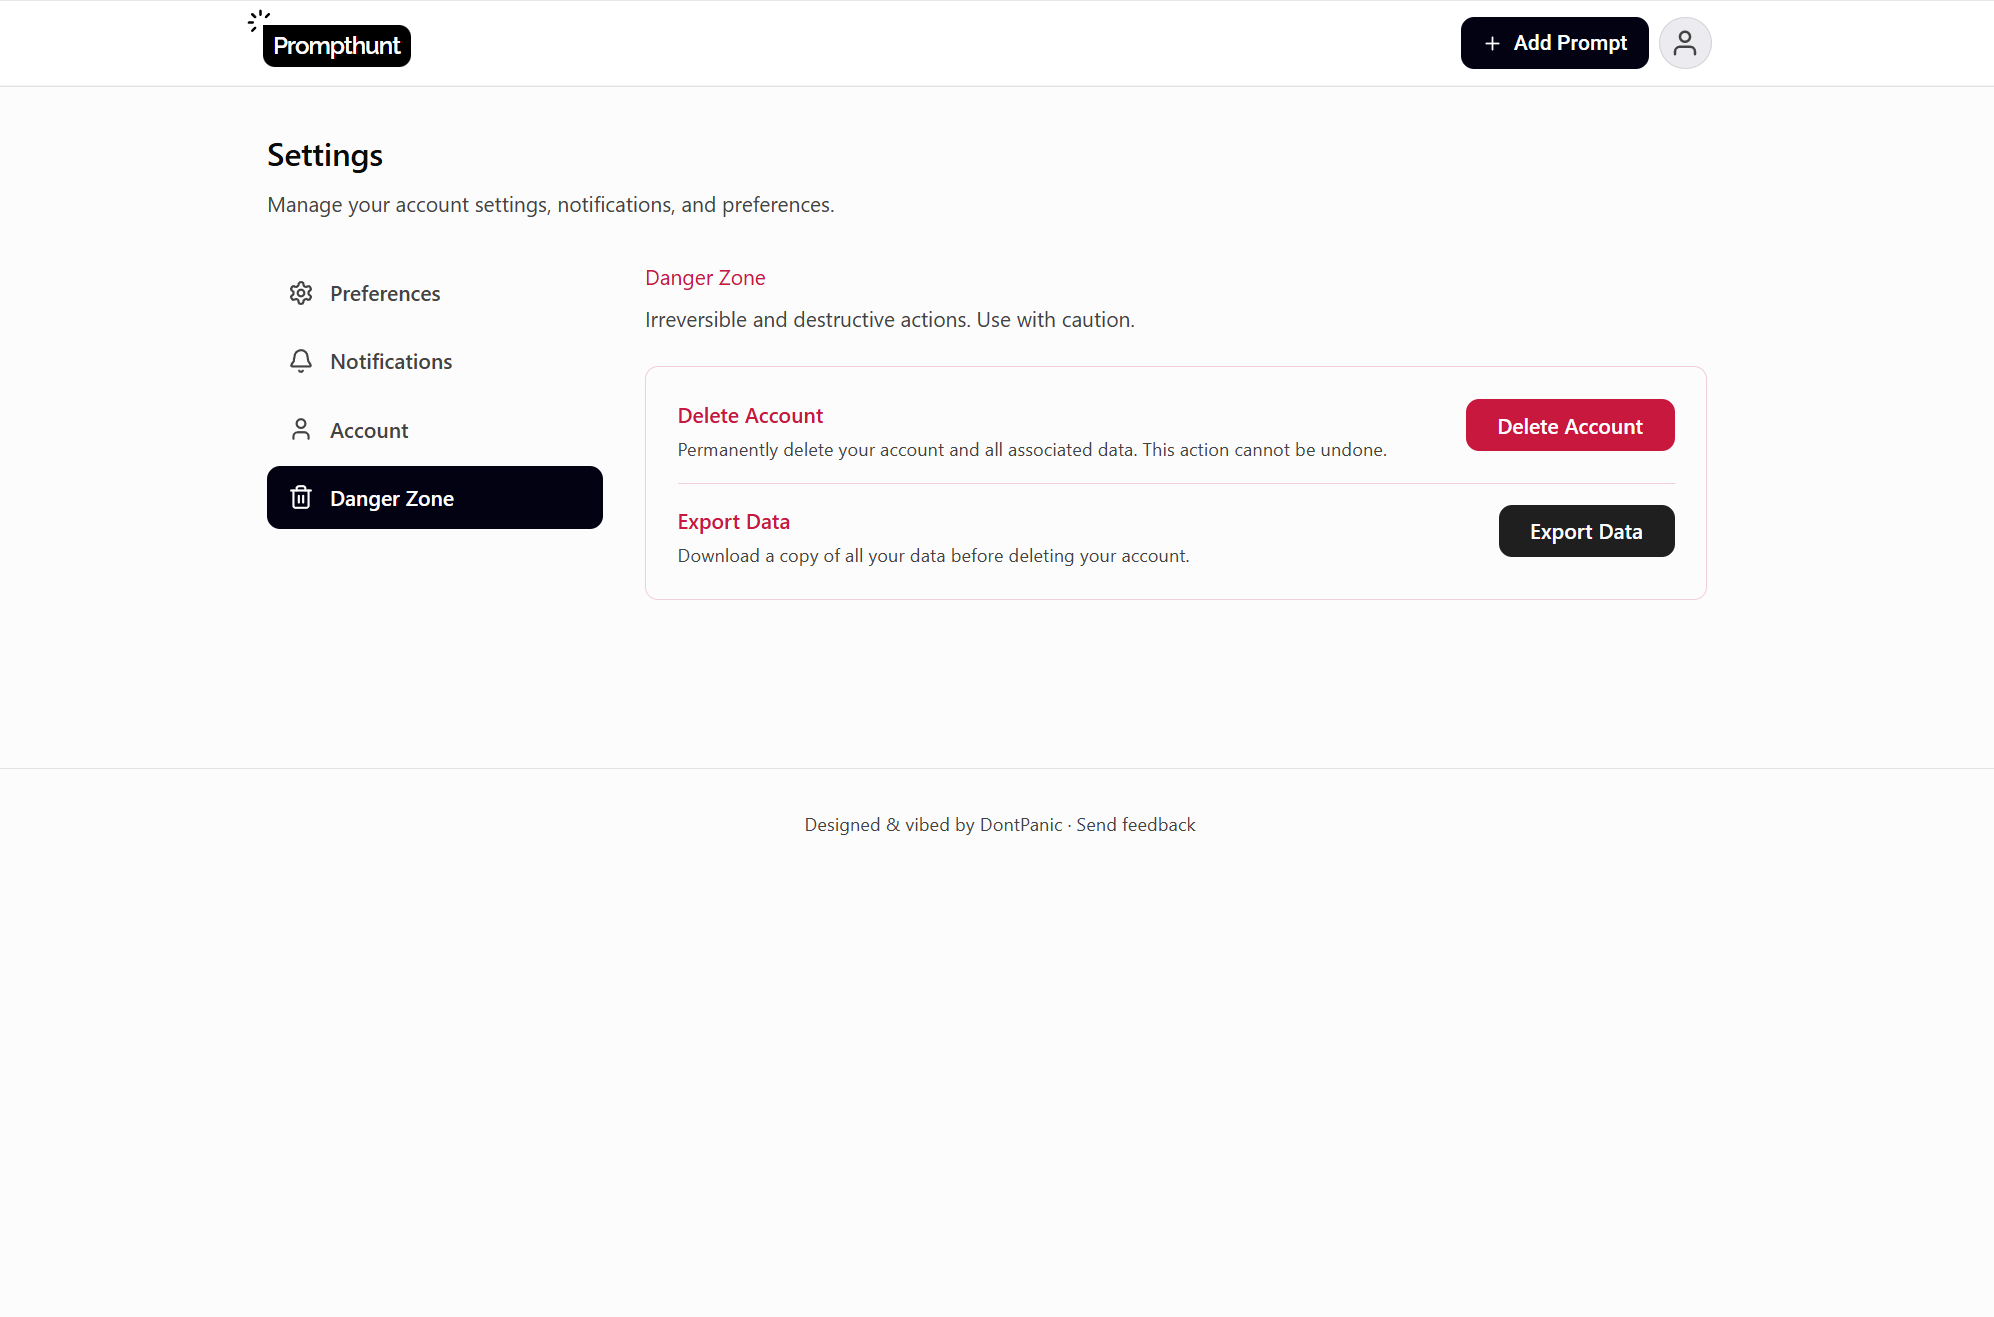 Prompthunt
Add Prompt
Settings
Manage your account settings, notifications, and preferences.
Preferences
Notifications
Account
Danger Zone
Danger Zone
Irreversible and destructive actions. Use with caution.
Delete Account
Permanently delete your account and all associated data. This action cannot be undone.
Delete Account
Export Data
Download a copy of all your data before deleting your account.
Export Data
Designed & vibed by DontPanic · Send feedback